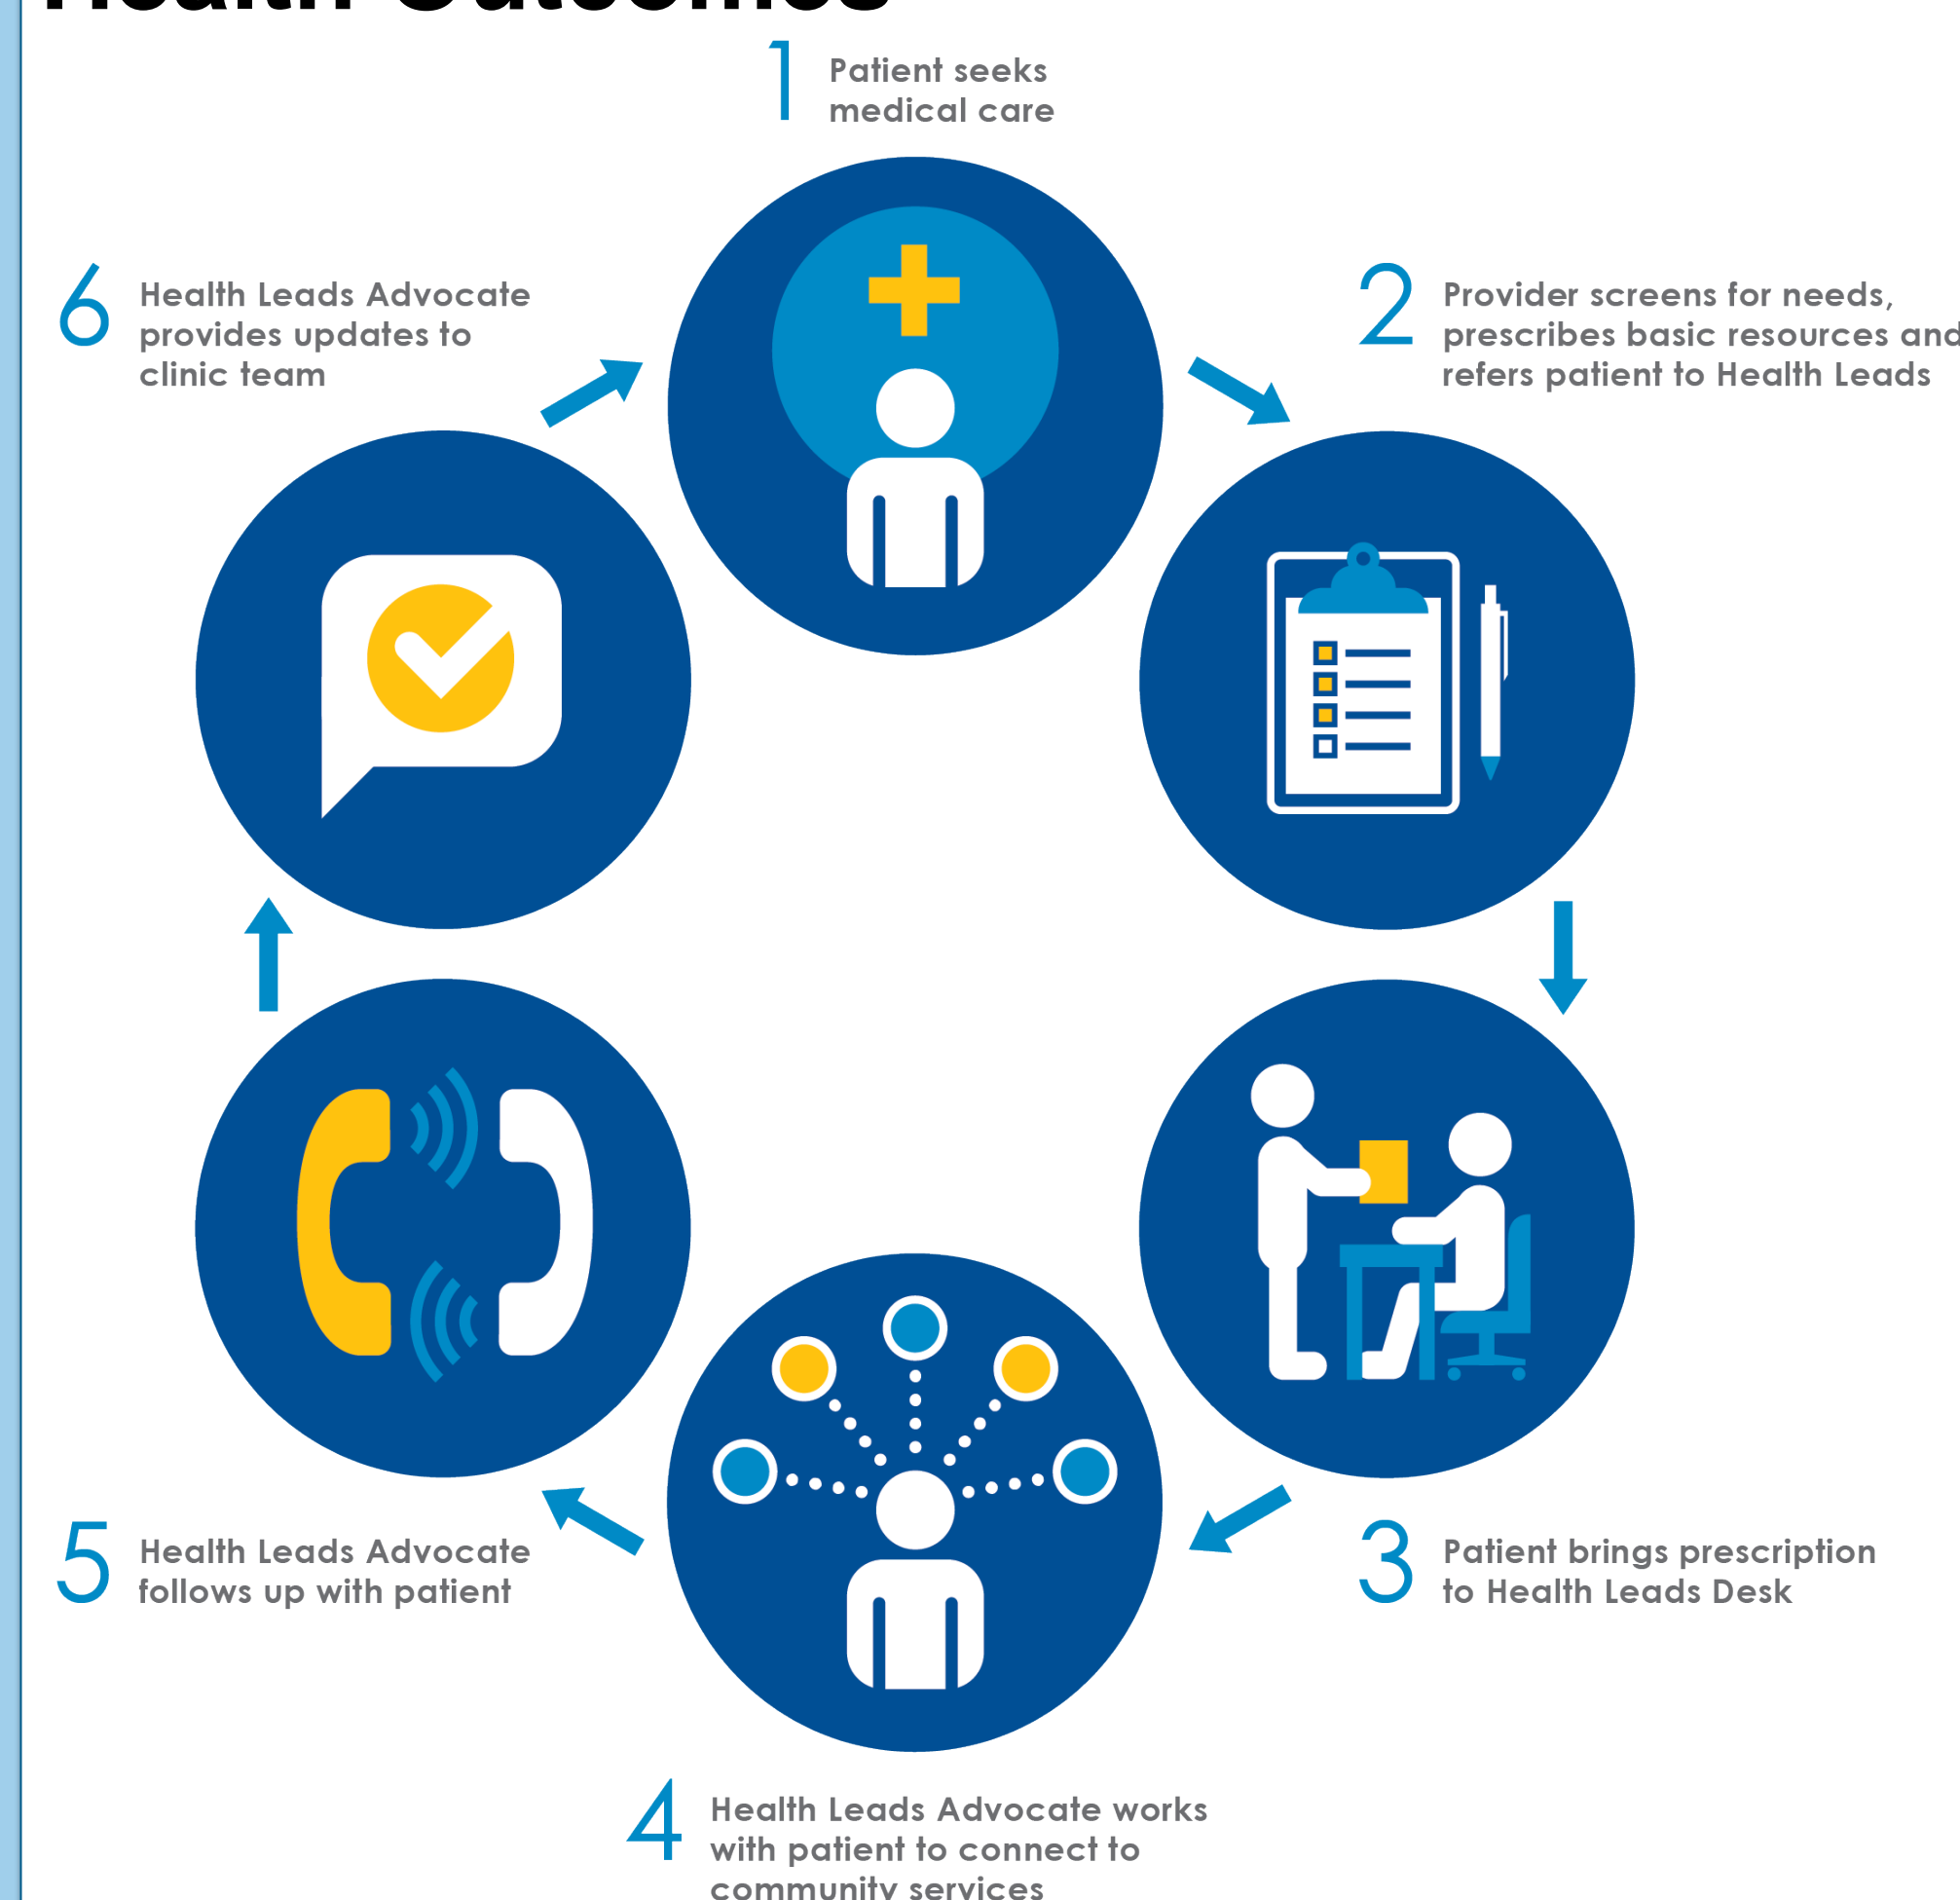 Health Outcomes
1
Patient seeks
medical care
2
Provider screens for needs,
prescribes basic resources and
refers patient to Health Leads
3
Patient brings prescription
to Health Leads Desk
4
Health Leads Advocate works
with patient to connect to
community services
5
Health Leads Advocate
follows up with patient
6
Health Leads Advocate
provides updates to
clinic team